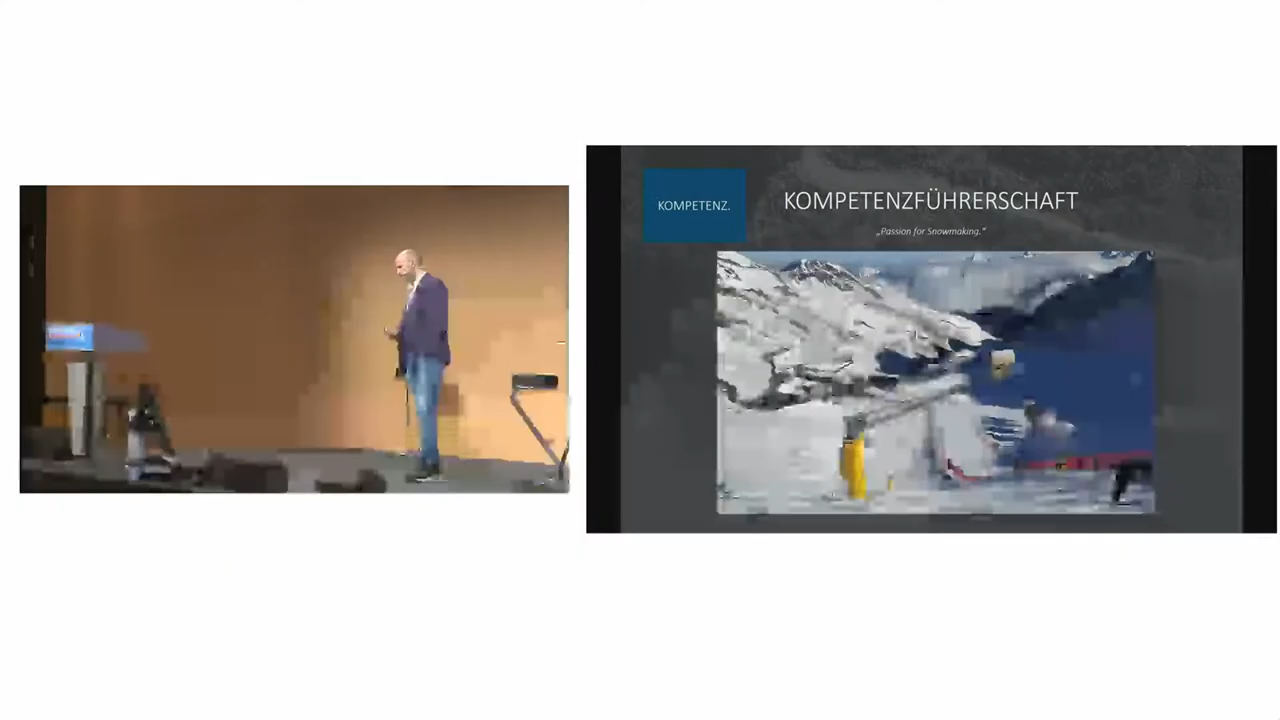 KOMPETENZ.
KOMPETENZFÜHRERSCHAFT
„Passion for Snowmaking.“